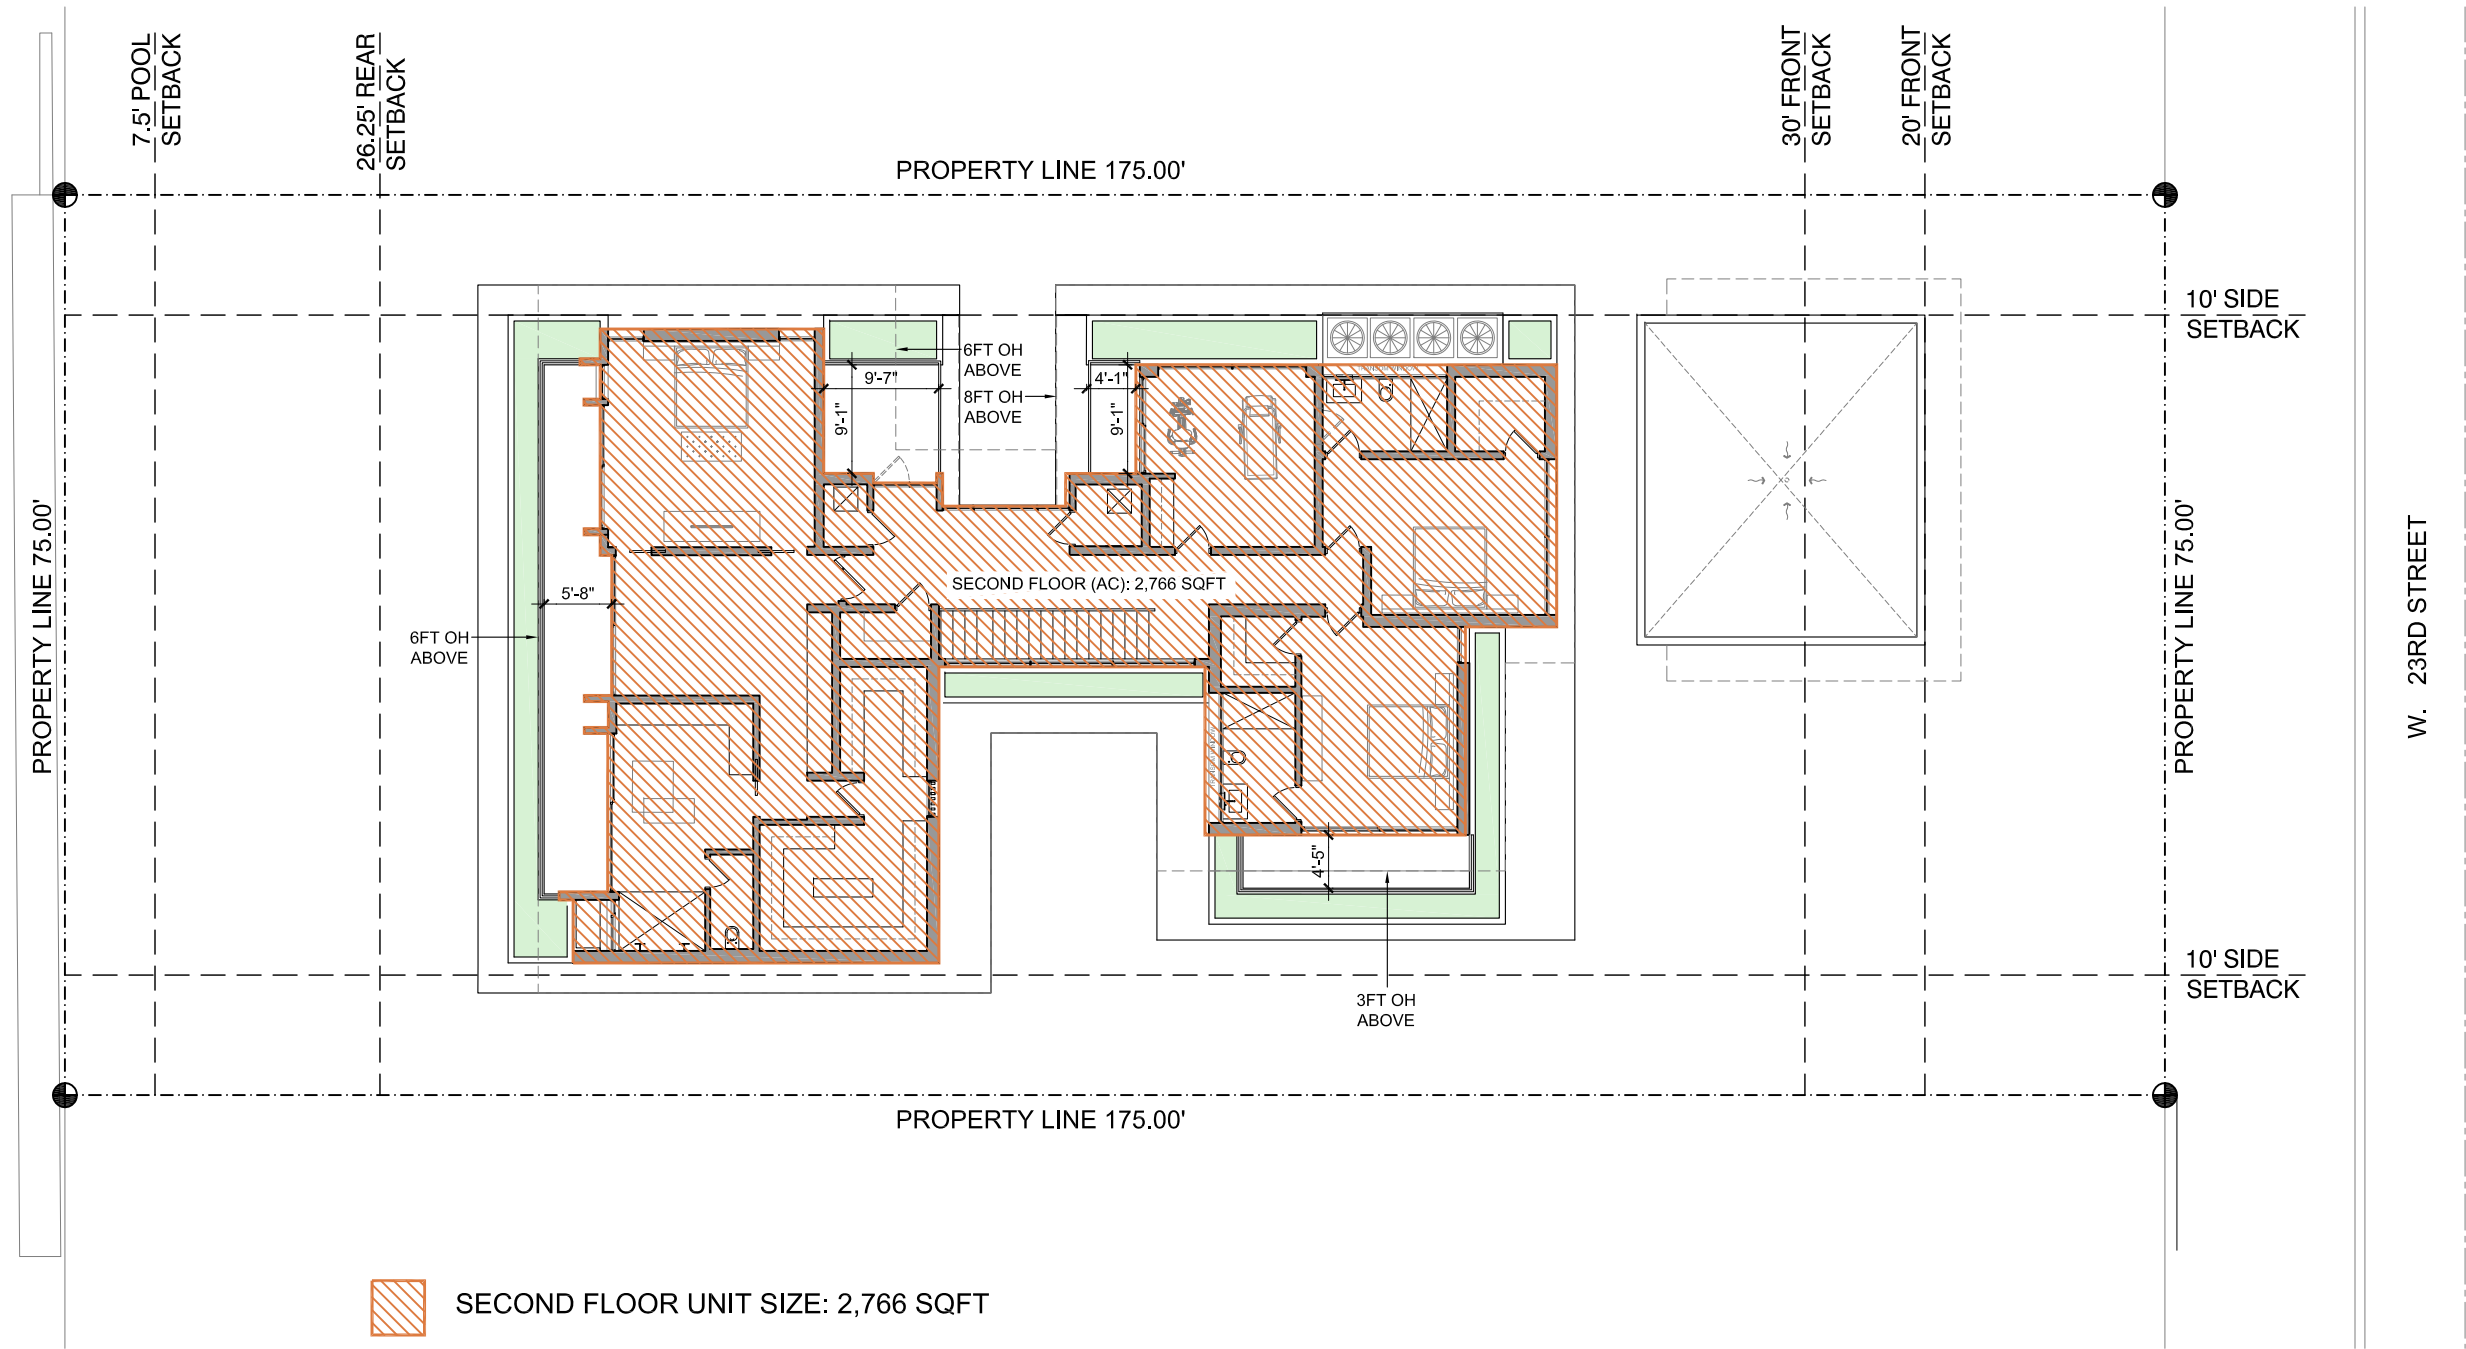 7.5' POOL
SETBACK
26.25' REAR
SETBACK
30' FRONT
SETBACK
20' FRONT
SETBACK
PROPERTY LINE 175.00'
10' SIDE
SETBACK
6FT OH
ABOVE
8FT OH
ABOVE
9'-7"
9'-1"
4'-1"
9'-1"
SECOND FLOOR (AC): 2,766 SQFT
5'-8"
6FT OH
ABOVE
PROPERTY LINE 75.00'
PROPERTY LINE 75.00'
W. 23RD STREET
4'-5"
3FT OH
ABOVE
10' SIDE
SETBACK
PROPERTY LINE 175.00'
SECOND FLOOR UNIT SIZE: 2,766 SQFT